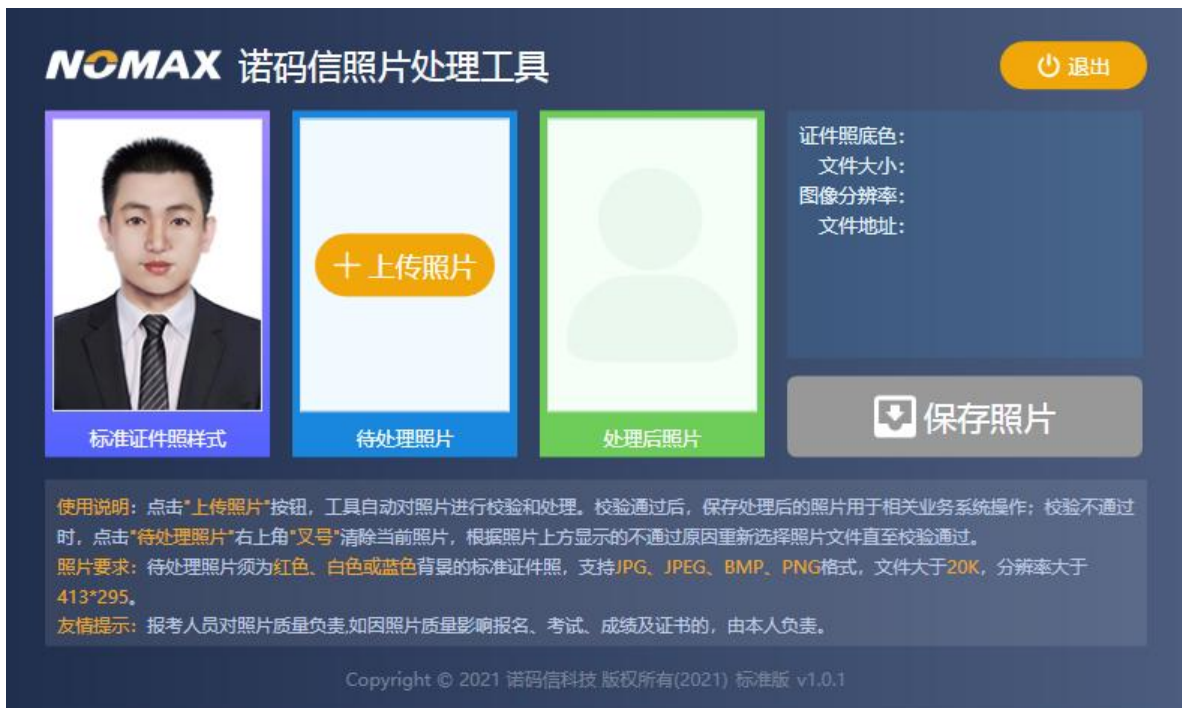 NOMAX 诺码信照片处理工具
退出
标准证件照样式
+ 上传照片
待处理照片
处理后照片
证件照底色：
文件大小：
图像分辨率：
文件地址：
保存照片
使用说明：点击"上传照片"按钮，工具自动对照片进行校验和处理。校验通过后，保存处理后的照片用于相关业务系统操作；校验不通过
时，点击"待处理照片"右上角"叉号"清除当前照片，根据照片上方显示的不通过原因重新选择照片文件直至校验通过。
照片要求：待处理照片须为红色、白色或蓝色背景的标准证件照，支持JPG、JPEG、BMP、PNG格式，文件大于20K，分辨率大于
413*295。
友情提示：报考人员对照片质量负责,如因照片质量影响报名、考试、成绩及证书的，由本人负责。
Copyright © 2021 诺码信科技 版权所有(2021) 标准版 v1.0.1